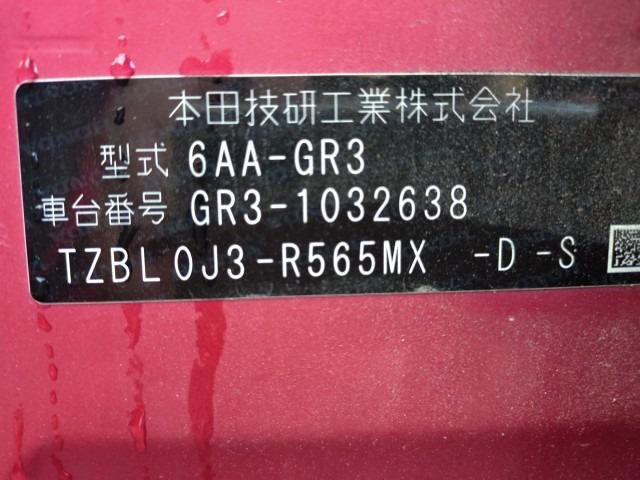 本田技研工業株式会社
型式 6AA-GR3
車台番号 GR3-1032638
TZBL0J3-R565MX -D -S